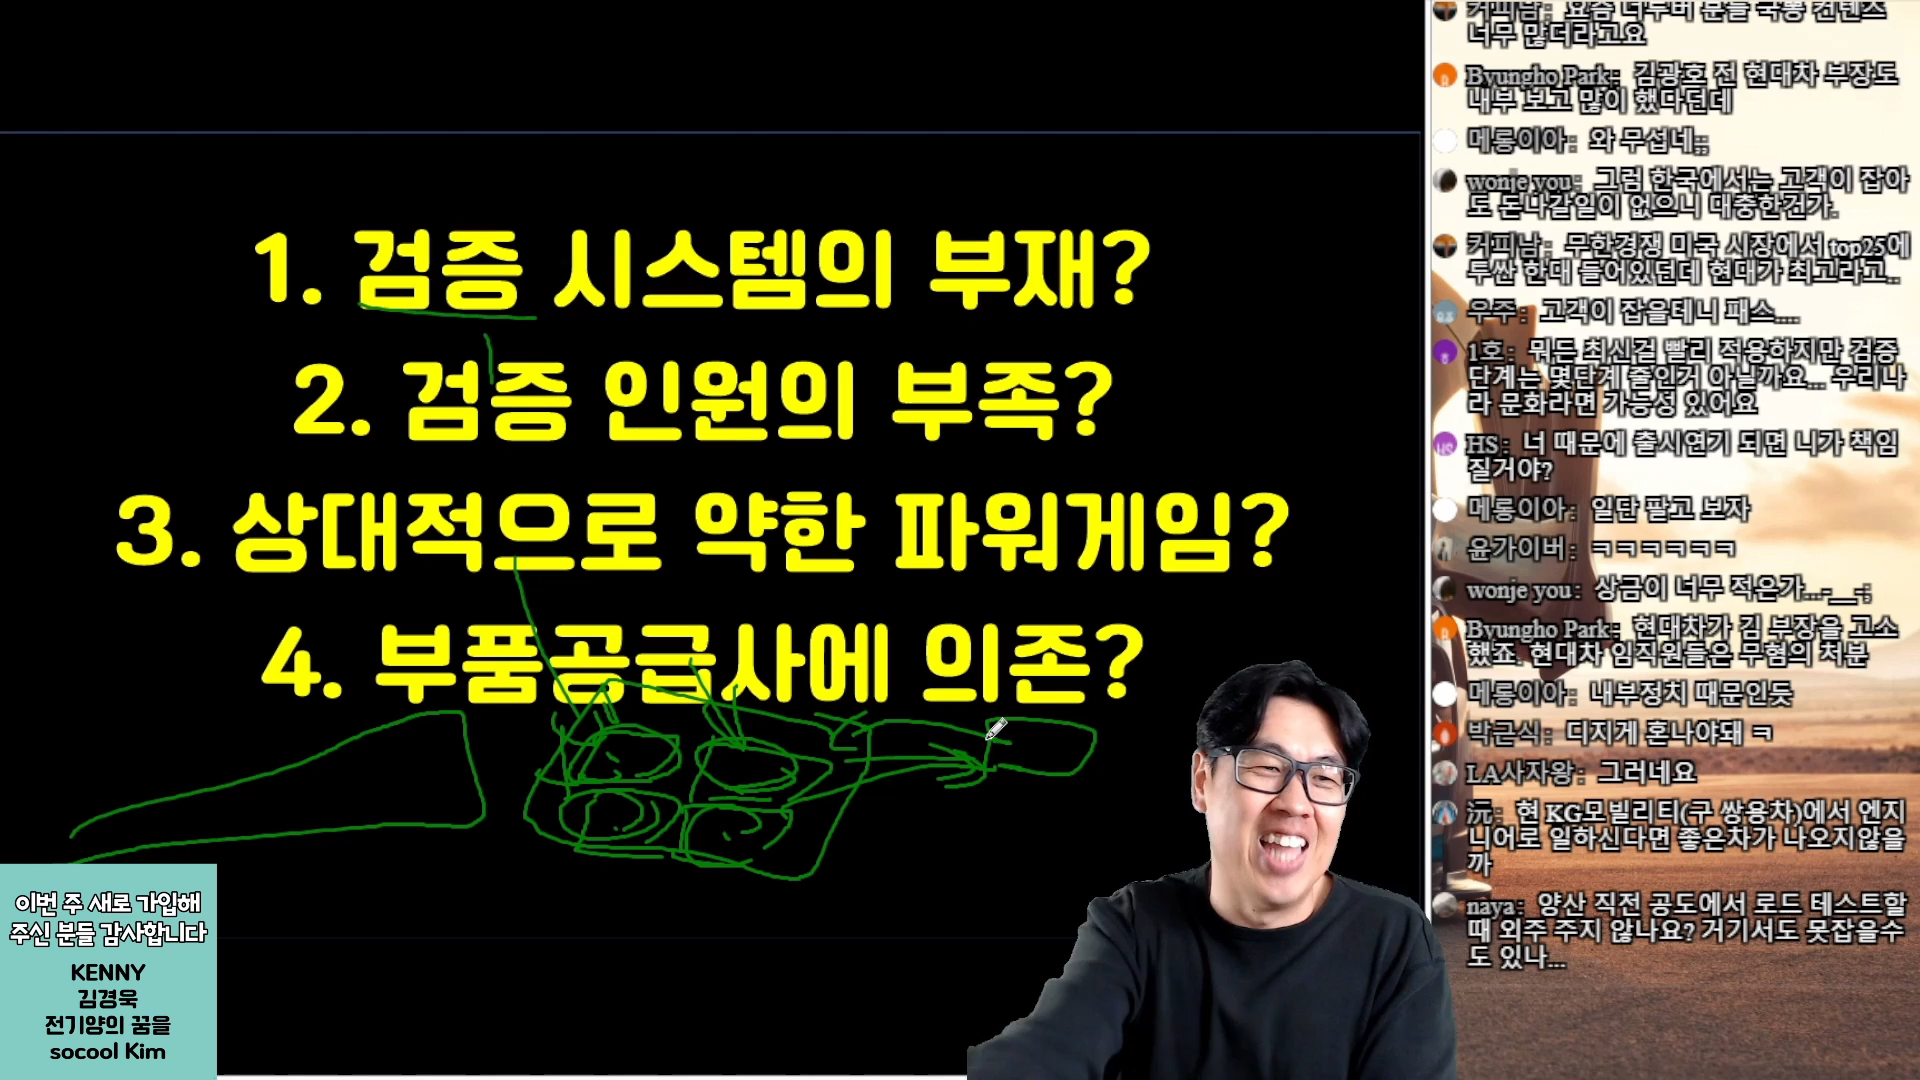 1. 검증 시스템의 부재?
2. 검증 인원의 부족?
3. 상대적으로 약한 파워게임?
4. 부품공급사에 의존?
이번 주 새로 가입해
주신 분들 감사합니다
KENNY
김경욱
전기양의 꿈을
socool Kim
커피남: 요즘 너투버 분들 국뽕 컨텐츠
너무 많더라고요
Byungho Park: 김광호 전 현대차 부장도
내부 보고 많이 했다던데
메롱이아: 와 무섭네;;
wonje you: 그럼 한국에서는 고객이 잡아
도 돈나갈일이 없으니 대충한건가.
커피남: 무한경쟁 미국 시장에서 top25에
투싼 한대 들어있던데 현대가 최고라고..
우주: 고객이 잡을테니 패스....
1호: 뭐든 최신걸 빨리 적용하지만 검증
단계는 몇단계 줄인거 아닐까요... 우리나
라 문화라면 가능성 있어요
HS: 너 때문에 출시연기 되면 니가 책임
질거야?
메롱이아: 일단 팔고 보자
윤가이버: ㅋㅋㅋㅋㅋㅋ
wonje you: 상금이 너무 적은가...-__-;
Byungho Park: 현대차가 김 부장을 고소
했죠. 현대차 임직원들은 무혐의 처분
메롱이아: 내부정치 때문인듯
박근식: 디지게 혼나야돼 ㅋ
LA사자왕: 그러네요
沅: 현 KG모빌리티(구 쌍용차)에서 엔지
니어로 일하신다면 좋은차가 나오지않을
까
naya: 양산 직전 공도에서 로드 테스트할
때 외주 주지 않나요? 거기서도 못잡을수
도 있나...